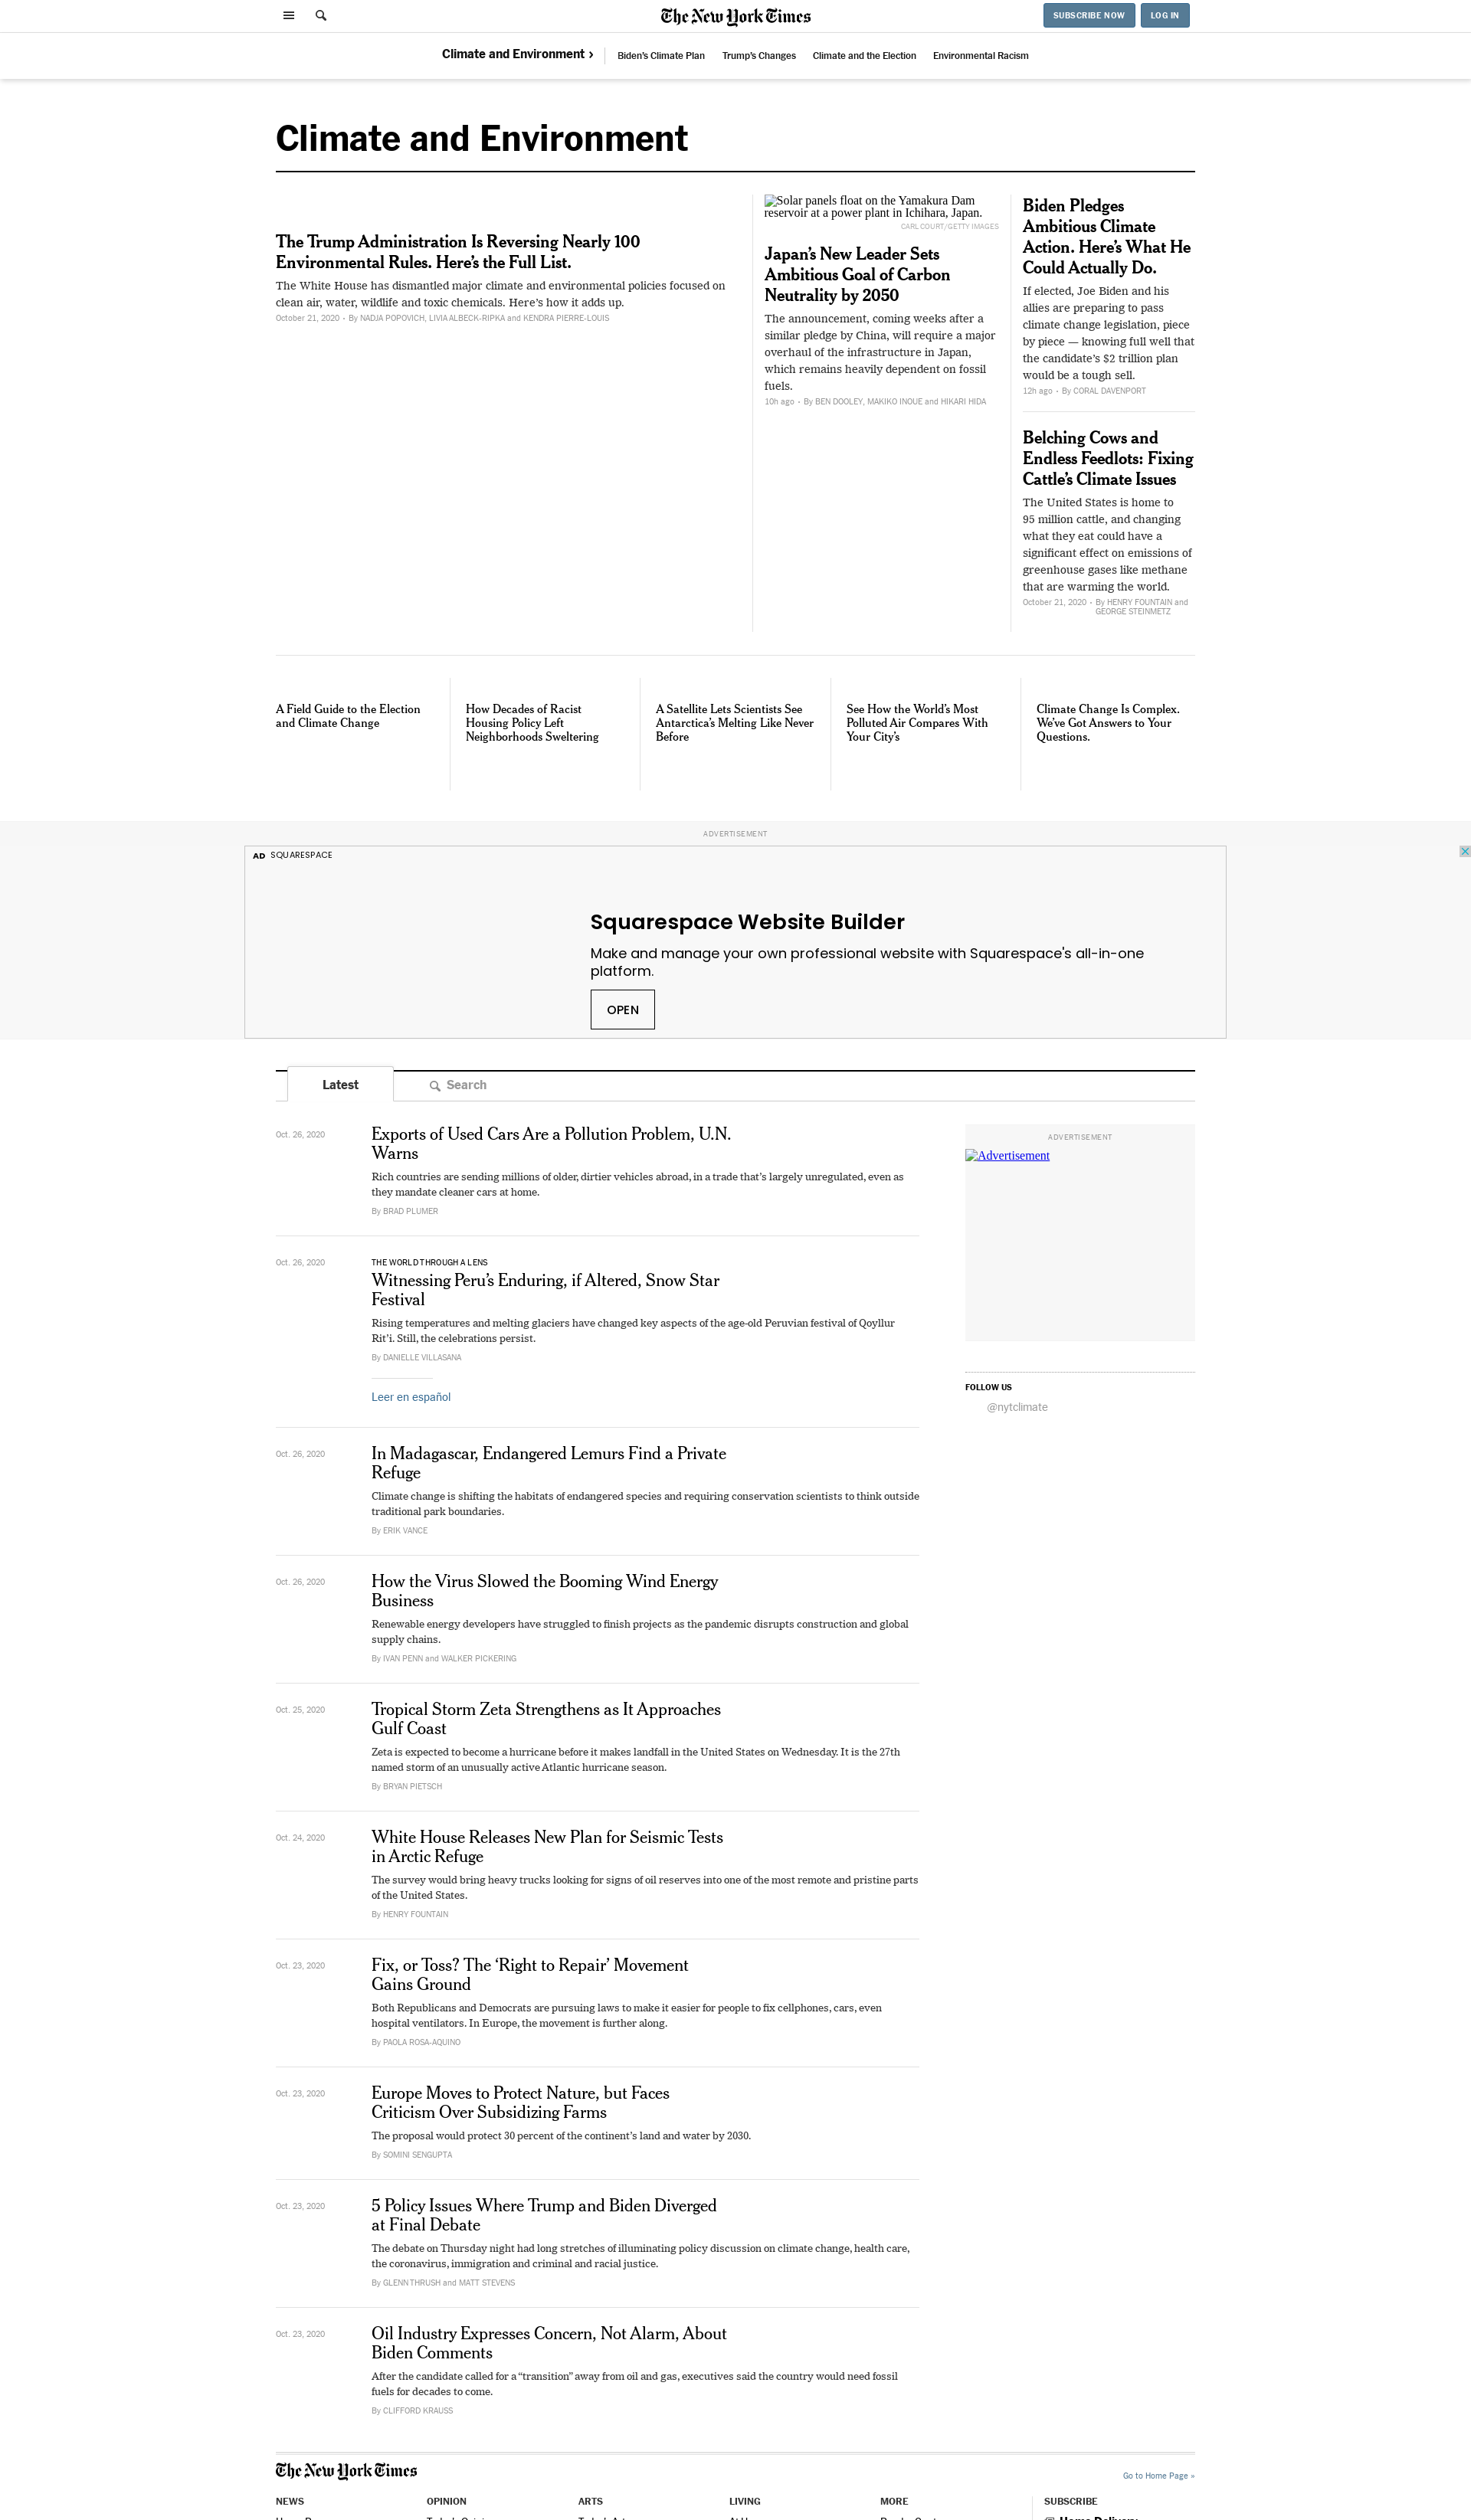 The New York Times
SUBSCRIBE NOW
LOG IN
Climate and Environment ›
Biden's Climate Plan
Trump's Changes
Climate and the Election
Environmental Racism
Climate and Environment
The Trump Administration Is Reversing Nearly 100
Environmental Rules. Here's the Full List.
The White House has dismantled major climate and environmental policies focused on
clean air, water, wildlife and toxic chemicals. Here's how it adds up.
October 21, 2020 • By NADJA POPOVICH, LIVIA ALBECK-RIPKA and KENDRA PIERRE-LOUIS
Solar panels float on the Yamakura Dam
reservoir at a power plant in Ichihara, Japan.
CARL COURT/GETTY IMAGES
Japan's New Leader Sets
Ambitious Goal of Carbon
Neutrality by 2050
The announcement, coming weeks after a
similar pledge by China, will require a major
overhaul of the infrastructure in Japan,
which remains heavily dependent on fossil
fuels.
10h ago • By BEN DOOLEY, MAKIKO INOUE and HIKARI HIDA
Biden Pledges
Ambitious Climate
Action. Here's What He
Could Actually Do.
If elected, Joe Biden and his
allies are preparing to pass
climate change legislation, piece
by piece — knowing full well that
the candidate's $2 trillion plan
would be a tough sell.
12h ago • By CORAL DAVENPORT
Belching Cows and
Endless Feedlots: Fixing
Cattle's Climate Issues
The United States is home to
95 million cattle, and changing
what they eat could have a
significant effect on emissions of
greenhouse gases like methane
that are warming the world.
October 21, 2020 • By HENRY FOUNTAIN and
GEORGE STEINMETZ
A Field Guide to the Election
and Climate Change
How Decades of Racist
Housing Policy Left
Neighborhoods Sweltering
A Satellite Lets Scientists See
Antarctica's Melting Like Never
Before
See How the World's Most
Polluted Air Compares With
Your City's
Climate Change Is Complex.
We've Got Answers to Your
Questions.
ADVERTISEMENT
AD SQUARESPACE
Squarespace Website Builder
Make and manage your own professional website with Squarespace's all-in-one
platform.
OPEN
Latest
Search
Oct. 26, 2020
Exports of Used Cars Are a Pollution Problem, U.N.
Warns
Rich countries are sending millions of older, dirtier vehicles abroad, in a trade that's largely unregulated, even as
they mandate cleaner cars at home.
By BRAD PLUMER
ADVERTISEMENT
Advertisement
FOLLOW US
@nytclimate
Oct. 26, 2020
THE WORLD THROUGH A LENS
Witnessing Peru's Enduring, if Altered, Snow Star
Festival
Rising temperatures and melting glaciers have changed key aspects of the age-old Peruvian festival of Qoyllur
Rit'i. Still, the celebrations persist.
By DANIELLE VILLASANA
Leer en español
Oct. 26, 2020
In Madagascar, Endangered Lemurs Find a Private
Refuge
Climate change is shifting the habitats of endangered species and requiring conservation scientists to think outside
traditional park boundaries.
By ERIK VANCE
Oct. 26, 2020
How the Virus Slowed the Booming Wind Energy
Business
Renewable energy developers have struggled to finish projects as the pandemic disrupts construction and global
supply chains.
By IVAN PENN and WALKER PICKERING
Oct. 25, 2020
Tropical Storm Zeta Strengthens as It Approaches
Gulf Coast
Zeta is expected to become a hurricane before it makes landfall in the United States on Wednesday. It is the 27th
named storm of an unusually active Atlantic hurricane season.
By BRYAN PIETSCH
Oct. 24, 2020
White House Releases New Plan for Seismic Tests
in Arctic Refuge
The survey would bring heavy trucks looking for signs of oil reserves into one of the most remote and pristine parts
of the United States.
By HENRY FOUNTAIN
Oct. 23, 2020
Fix, or Toss? The 'Right to Repair' Movement
Gains Ground
Both Republicans and Democrats are pursuing laws to make it easier for people to fix cellphones, cars, even
hospital ventilators. In Europe, the movement is further along.
By PAOLA ROSA-AQUINO
Oct. 23, 2020
Europe Moves to Protect Nature, but Faces
Criticism Over Subsidizing Farms
The proposal would protect 30 percent of the continent's land and water by 2030.
By SOMINI SENGUPTA
Oct. 23, 2020
5 Policy Issues Where Trump and Biden Diverged
at Final Debate
The debate on Thursday night had long stretches of illuminating policy discussion on climate change, health care,
the coronavirus, immigration and criminal and racial justice.
By GLENN THRUSH and MATT STEVENS
Oct. 23, 2020
Oil Industry Expresses Concern, Not Alarm, About
Biden Comments
After the candidate called for a “transition” away from oil and gas, executives said the country would need fossil
fuels for decades to come.
By CLIFFORD KRAUSS
The New York Times
Go to Home Page »
NEWS
OPINION
ARTS
LIVING
MORE
SUBSCRIBE